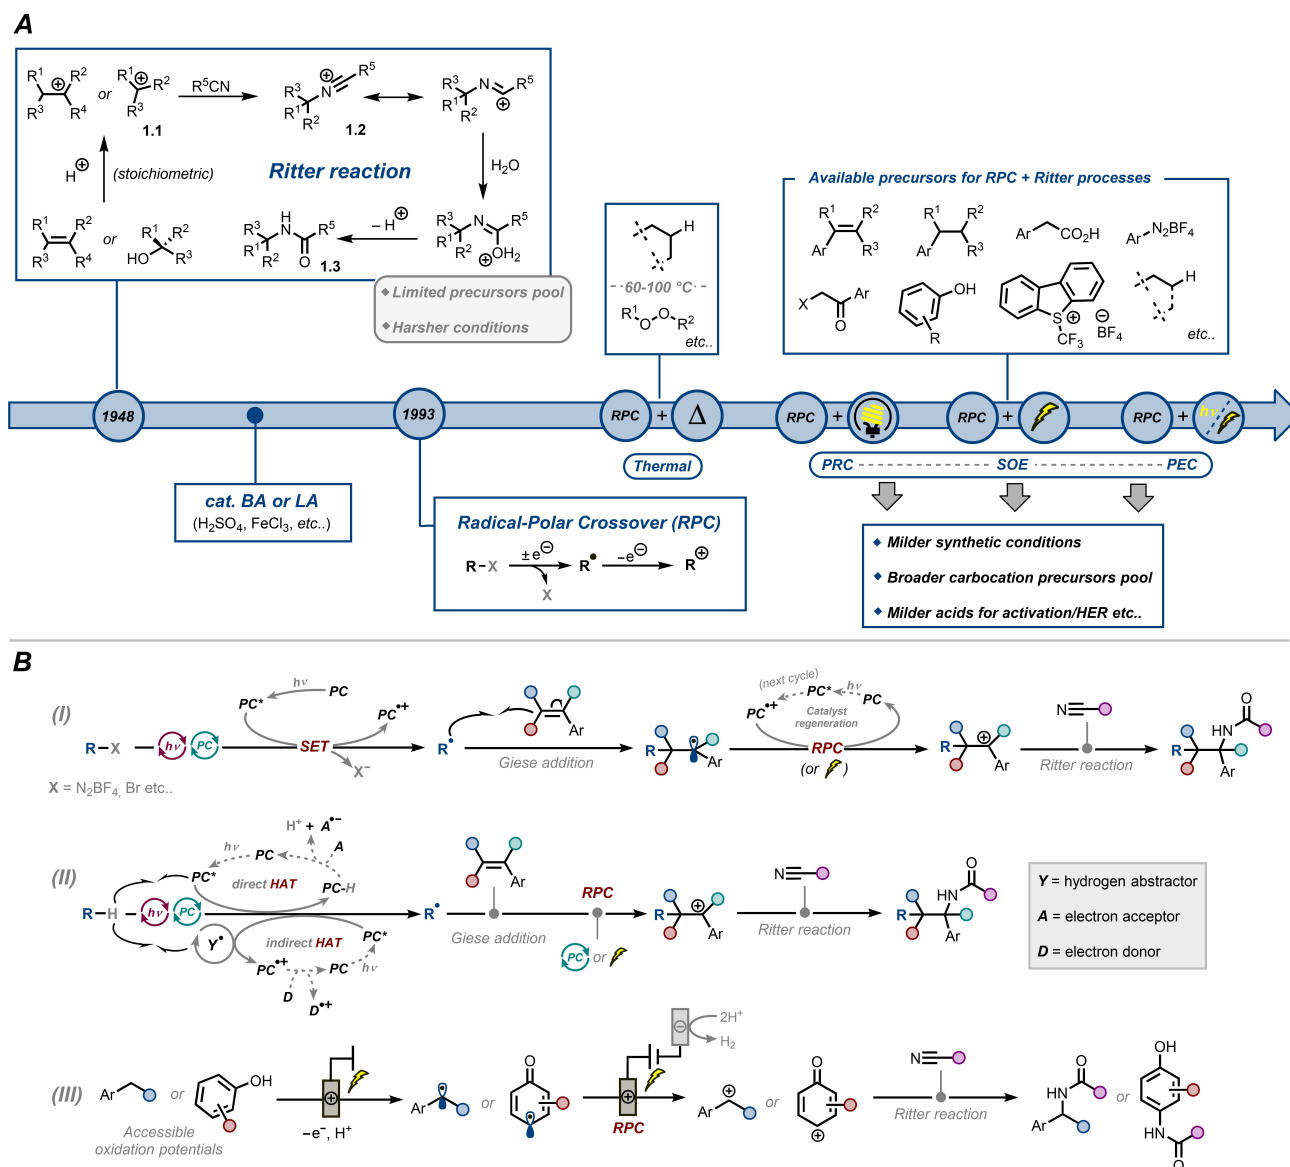 A
R¹ R² or R¹ R² R⁵CN R³ N R⁵ R³ N R⁵
R³ R⁴ R³ R¹ R² R¹ R²
1.1 1.2
H⊕ (stoichiometric) Ritter reaction H₂O
R¹ R² or R¹ R² R³ H N R⁵ – H⊕ R³ N R⁵
R³ R⁴ HO R³ R¹ R² O R¹ R² ⊕OH₂
1.3
Limited precursors pool
Harsher conditions
H
60-100 °C
R¹ O O R²
etc..
Available precursors for RPC + Ritter processes
R¹ R² R¹ R² Ar CO₂H Ar N₂BF₄
Ar R³ Ar R³
X Ar OH H
O R S⊕ ⊖BF₄ etc..
CF₃
1948 1993 RPC + Δ RPC + RPC + RPC + hν
Thermal PRC SOE PEC
cat. BA or LA
(H₂SO₄, FeCl₃, etc..)
Radical-Polar Crossover (RPC)
R–X ± e⊖ R• –e⊖ R⊕
X
Milder synthetic conditions
Broader carbocation precursors pool
Milder acids for activation/HER etc..
B
(I)
PC* hν PC PC•+
R–X hν PC SET X⁻
X = N₂BF₄, Br etc..
R• Ar Giese addition R Ar
(next cycle) PC* hν PC
PC•+ Catalyst
regeneration
RPC
(or )
R ⊕ Ar N Ritter reaction R HN O Ar
(II)
H⁺ + A•−
hν PC A
PC* direct HAT PC-H
R–H hν PC R•
Y• indirect HAT PC*
PC•+ PC hν
D D•+
Ar Giese addition
RPC
PC or
R ⊕ Ar N Ritter reaction R HN O Ar
Y = hydrogen abstractor
A = electron acceptor
D = electron donor
(III)
Ar or OH
Accessible
oxidation potentials
⊕
–e⁻, H⁺
Ar or O
⊖ 2H⁺
H₂
⊕
RPC
Ar ⊕ or O ⊕
N Ritter reaction
HN O Ar or OH HN O